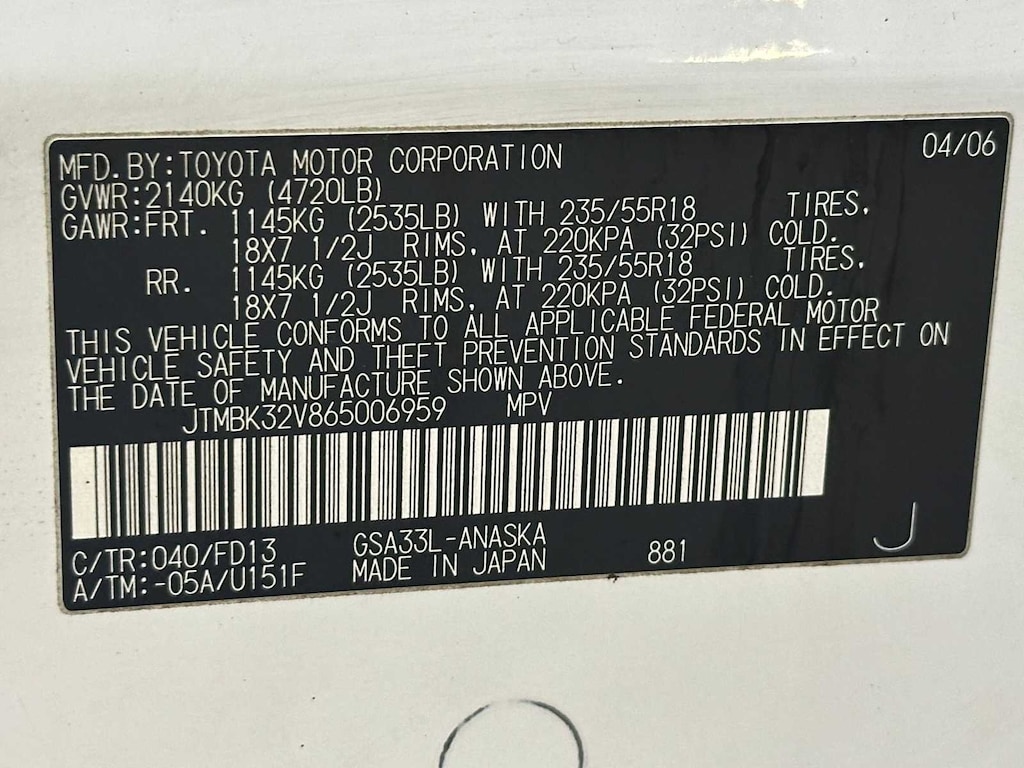 04/06
MFD.BY:TOYOTA MOTOR CORPORATION
GVWR:2140KG (4720LB)
GAWR:FRT. 1145KG (2535LB) WITH 235/55R18 TIRES,
18X7 1/2J RIMS, AT 220KPA (32PSI) COLD.
RR. 1145KG (2535LB) WITH 235/55R18 TIRES,
18X7 1/2J RIMS, AT 220KPA (32PSI) COLD.
THIS VEHICLE CONFORMS TO ALL APPLICABLE FEDERAL MOTOR
VEHICLE SAFETY AND THEFT PREVENTION STANDARDS IN EFFECT ON
THE DATE OF MANUFACTURE SHOWN ABOVE.
JTMBK32V865006959 MPV
C/TR:040/FD13 GSA33L-ANASKA
A/TM:-05A/U151F MADE IN JAPAN 881
J